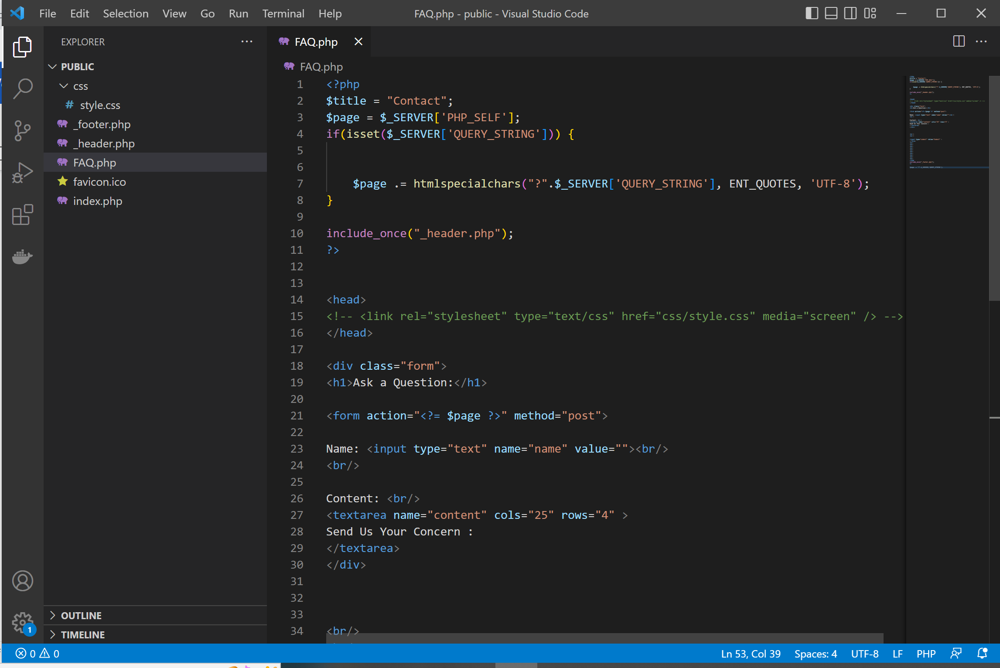 File Edit Selection View Go Run Terminal Help
FAQ.php - public - Visual Studio Code
EXPLORER
PUBLIC
css
# style.css
_footer.php
_header.php
FAQ.php
favicon.ico
index.php
OUTLINE
TIMELINE
1
FAQ.php
FAQ.php
1 <?php
2 $title = "Contact";
3 $page = $_SERVER['PHP_SELF'];
4 if(isset($_SERVER['QUERY_STRING'])) {
5
6
7 $page .= htmlspecialchars("?".$_SERVER['QUERY_STRING'], ENT_QUOTES, 'UTF-8');
8 }
9
10 include_once("_header.php");
11 ?>
12
13
14 <head>
15 <!-- <link rel="stylesheet" type="text/css" href="css/style.css" media="screen" /> -->
16 </head>
17
18 <div class="form">
19 <h1>Ask a Question:</h1>
20
21 <form action="<?= $page ?>" method="post">
22
23 Name: <input type="text" name="name" value=""><br/>
24 <br/>
25
26 Content: <br/>
27 <textarea name="content" cols="25" rows="4" >
28 Send Us Your Concern :
29 </textarea>
30 </div>
31
32
33
34 <br/>
0 0
Ln 53, Col 39 Spaces: 4 UTF-8 LF PHP